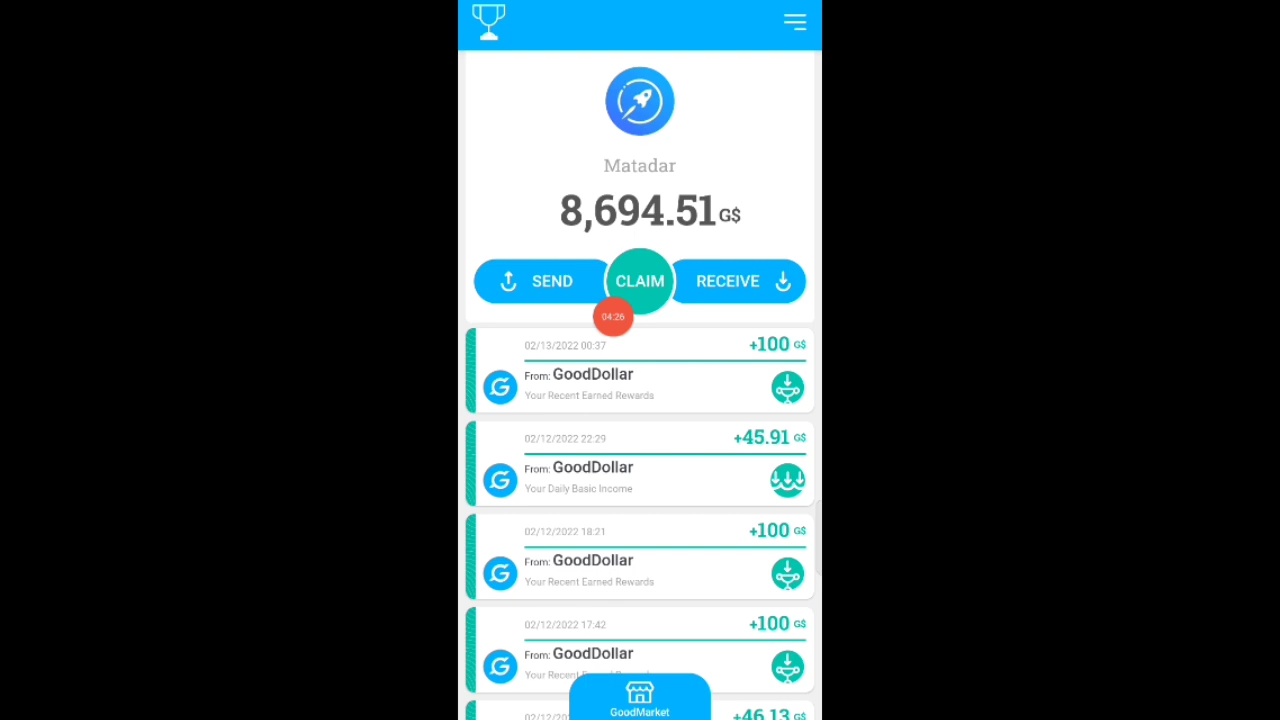 Matadar
8,694.51 G$
SEND
CLAIM
RECEIVE
04:26
02/13/2022 00:37
+100 G$
From: GoodDollar
Your Recent Earned Rewards
02/12/2022 22:29
+45.91 G$
From: GoodDollar
Your Daily Basic Income
02/12/2022 18:21
+100 G$
From: GoodDollar
Your Recent Earned Rewards
02/12/2022 17:42
+100 G$
From: GoodDollar
Your Recent
GoodMarket
+46.13 G$